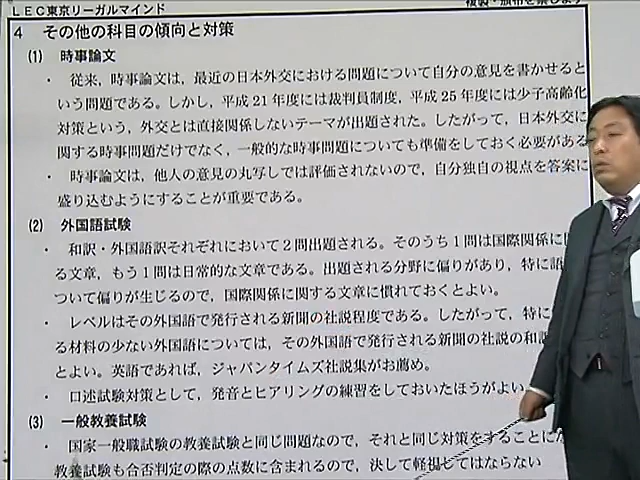 LEC東京リーガルマインド
複製・頒布を禁じます
4 その他の科目の傾向と対策
(1) 時事論文
・ 従来，時事論文は，最近の日本外交における問題について自分の意見を書かせると
いう問題である。しかし，平成21年度には裁判員制度，平成25年度には少子高齢化
対策という，外交とは直接関係しないテーマが出題された。したがって，日本外交に
関する時事問題だけでなく，一般的な時事問題についても準備をしておく必要がある
・ 時事論文は，他人の意見の丸写しでは評価されないので，自分独自の視点を答案に
盛り込むようにすることが重要である。
(2) 外国語試験
・ 和訳・外国語訳それぞれにおいて2問出題される。そのうち1問は国際関係に
る文章，もう1問は日常的な文章である。出題される分野に偏りがあり，特に語
ついて偏りが生じるので，国際関係に関する文章に慣れておくとよい。
・ レベルはその外国語で発行される新聞の社説程度である。したがって，特に
る材料の少ない外国語については，その外国語で発行される新聞の社説の和訳
とよい。英語であれば，ジャパンタイムズ社説集がお薦め。
・ 口述試験対策として，発音とヒアリングの練習をしておいたほうがよい
(3) 一般教養試験
・ 国家一般職試験の教養試験と同じ問題なので，それと同じ対策をすることに
教養試験も合否判定の際の点数に含まれるので，決して軽視してはならない